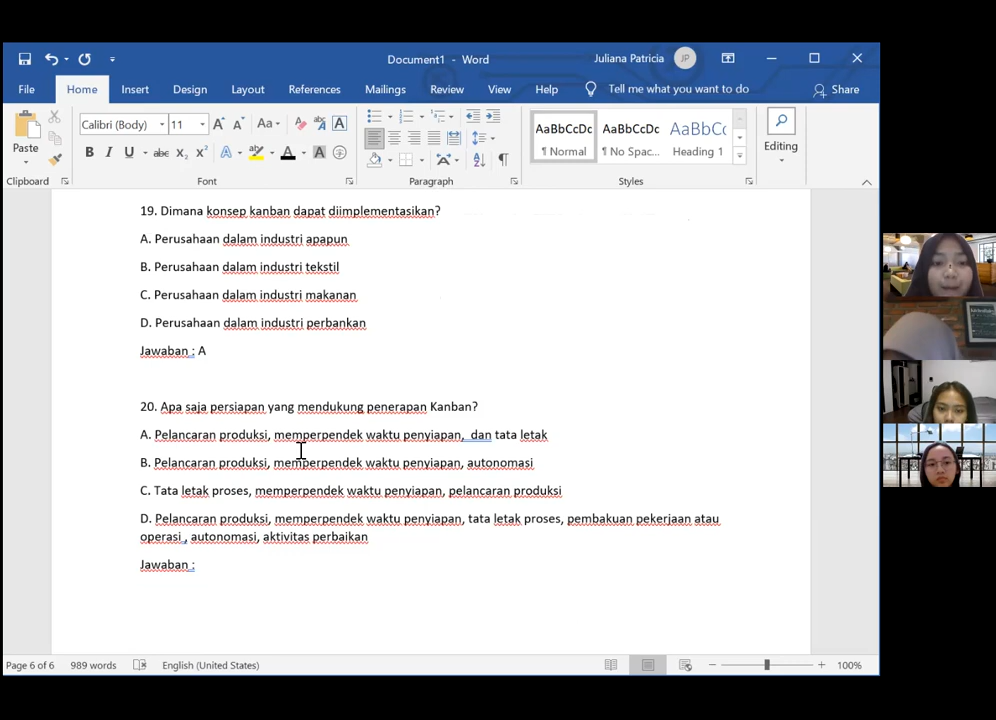 Document1 - Word
Juliana Patricia
JP
File
Home
Insert
Design
Layout
References
Mailings
Review
View
Help
Tell me what you want to do
Share
Paste
Calibri (Body)
11
Aa
B I U abc x₂ x²
AaBbCcDc
¶ Normal
AaBbCcDc
¶ No Spac...
AaBbCc
Heading 1
Editing
Clipboard
Font
Paragraph
Styles
19. Dimana konsep kanban dapat diimplementasikan?
A. Perusahaan dalam industri apapun
B. Perusahaan dalam industri tekstil
C. Perusahaan dalam industri makanan
D. Perusahaan dalam industri perbankan
Jawaban : A
20. Apa saja persiapan yang mendukung penerapan Kanban?
A. Pelancaran produksi, memperpendek waktu penyiapan,  dan tata letak
B. Pelancaran produksi, memperpendek waktu penyiapan, autonomasi
C. Tata letak proses, memperpendek waktu penyiapan, pelancaran produksi
D. Pelancaran produksi, memperpendek waktu penyiapan, tata letak proses, pembakuan pekerjaan atau
operasi , autonomasi, aktivitas perbaikan
Jawaban :
Page 6 of 6
989 words
English (United States)
100%